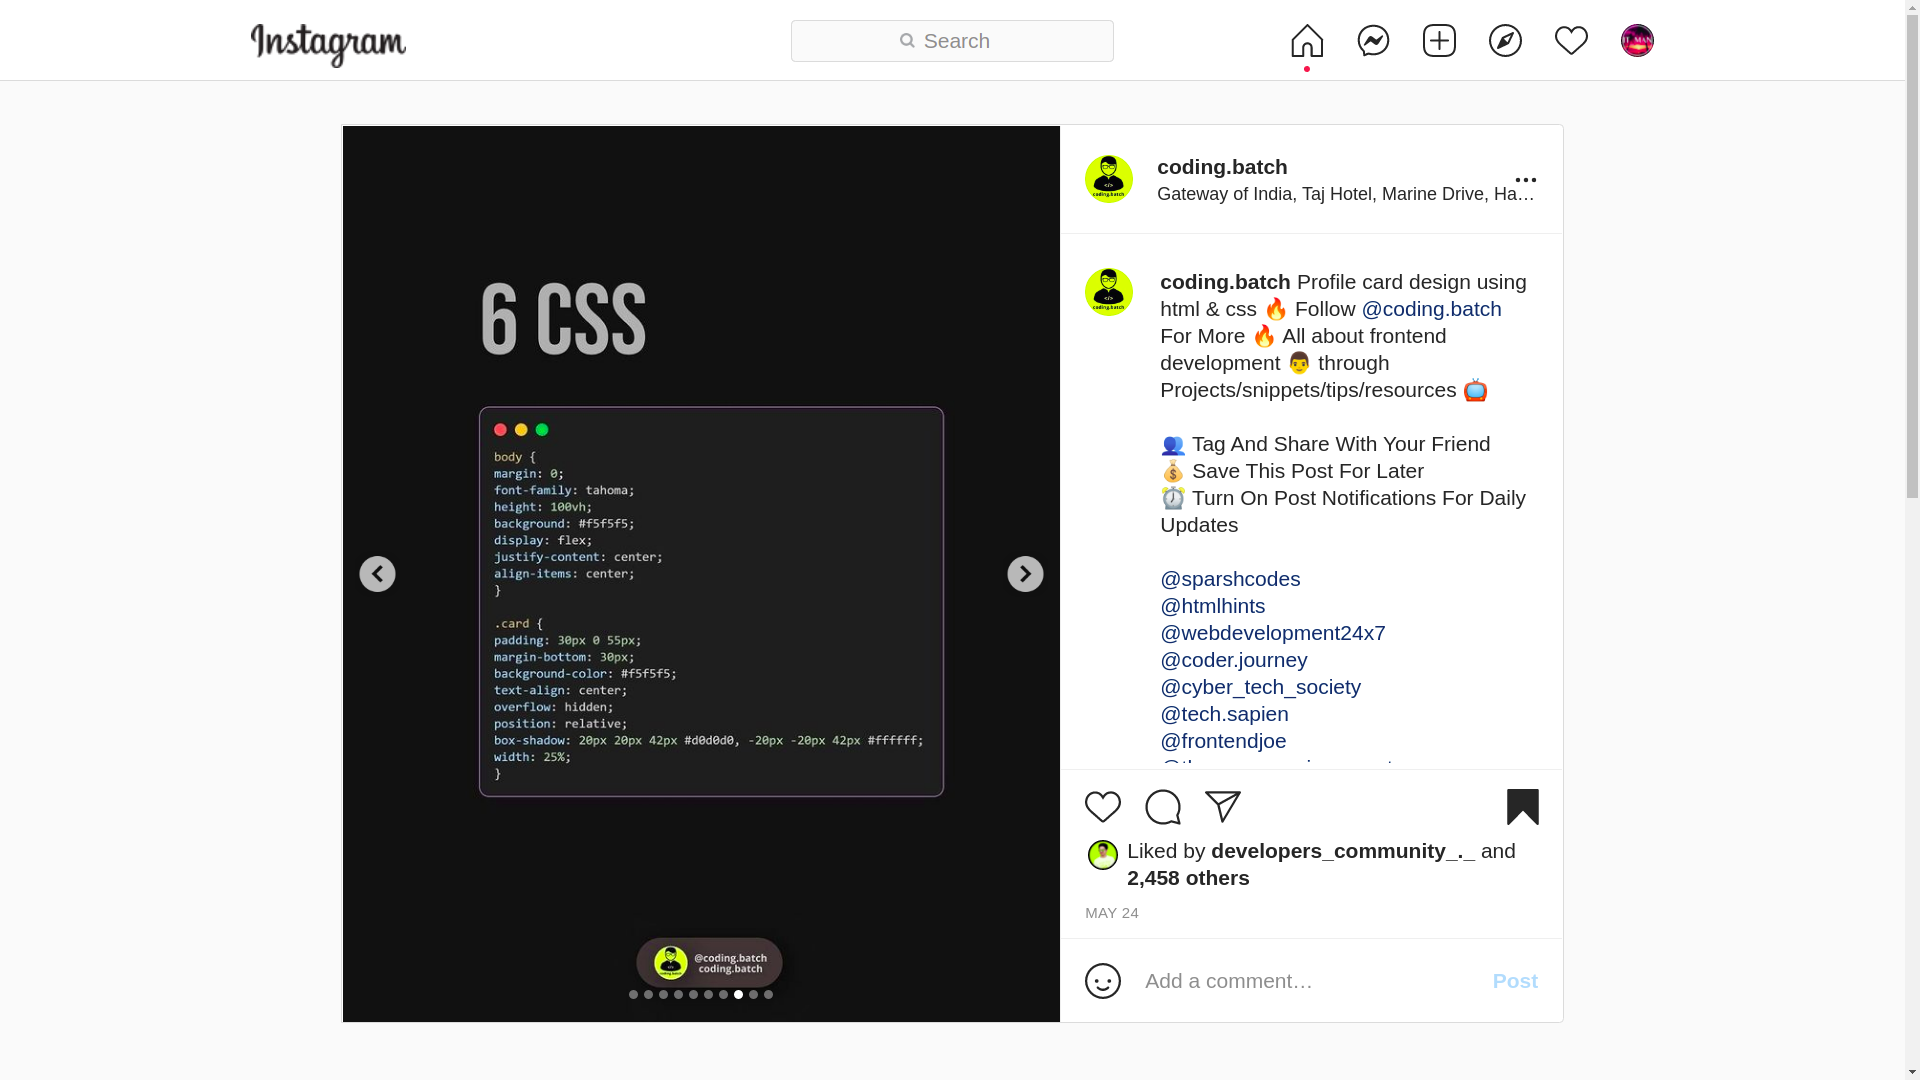 Instagram
Search
6 CSS
body {
margin: 0;
font-family: tahoma;
height: 100vh;
background: #f5f5f5;
display: flex;
justify-content: center;
align-items: center;
}
.card {
padding: 30px 0 55px;
margin-bottom: 30px;
background-color: #f5f5f5;
text-align: center;
overflow: hidden;
position: relative;
box-shadow: 20px 20px 42px #d0d0d0, -20px -20px 42px #ffffff;
width: 25%;
}
@coding.batch
coding.batch
coding.batch
Gateway of India, Taj Hotel, Marine Drive, Ha…
coding.batch Profile card design using
html & css 🔥 Follow @coding.batch
For More 🔥 All about frontend
development 👨 through
Projects/snippets/tips/resources 📺
👥 Tag And Share With Your Friend
💰 Save This Post For Later
⏰ Turn On Post Notifications For Daily
Updates
@sparshcodes
@htmlhints
@webdevelopment24x7
@coder.journey
@cyber_tech_society
@tech.sapien
@frontendjoe
Liked by developers_community_._ and
2,458 others
MAY 24
Add a comment…
Post